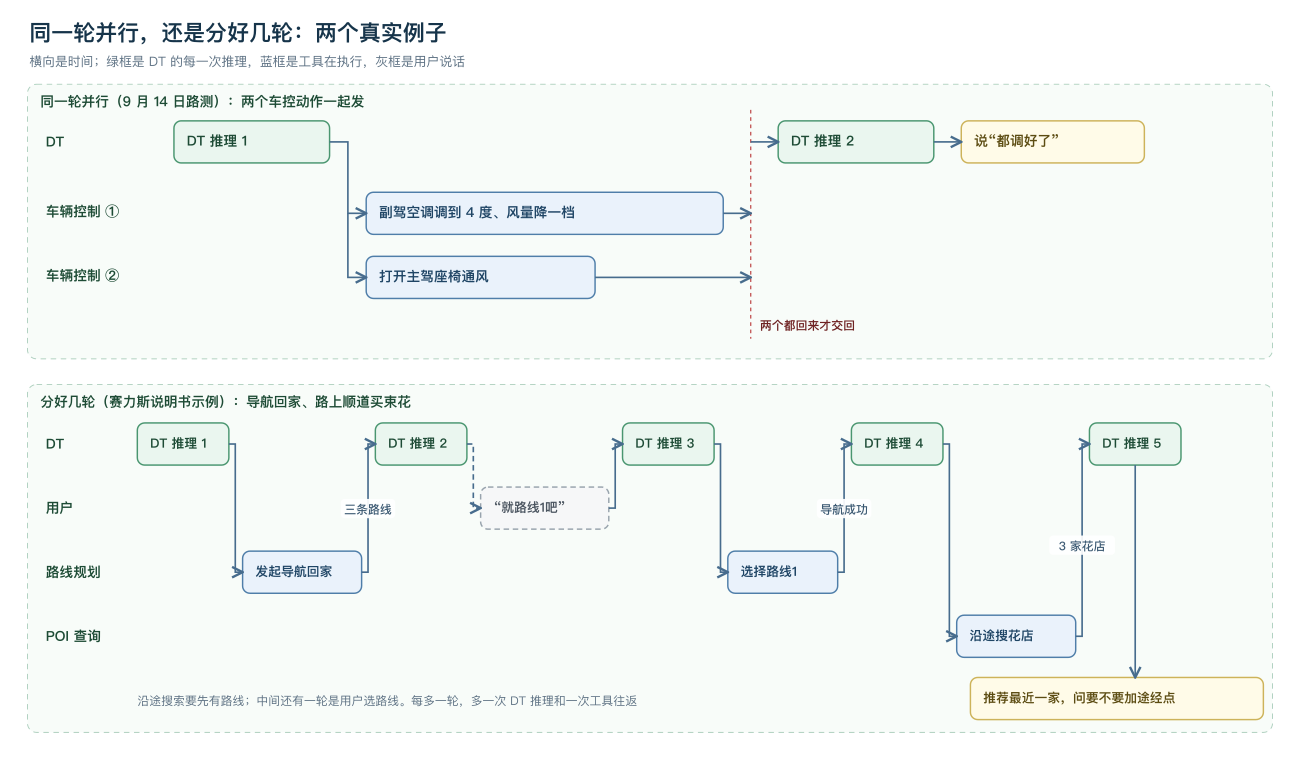 同一轮并行，还是分好几轮：两个真实例子
横向是时间；绿框是 DT 的每一次推理，蓝框是工具在执行，灰框是用户说话
同一轮并行（9 月 14 日路测）：两个车控动作一起发
DT
DT 推理 1
DT 推理 2
说“都调好了”
车辆控制 ①
副驾空调调到 4 度、风量降一档
车辆控制 ②
打开主驾座椅通风
两个都回来才交回
分好几轮（赛力斯说明书示例）：导航回家、路上顺道买束花
DT
DT 推理 1
DT 推理 2
DT 推理 3
DT 推理 4
DT 推理 5
用户
三条路线
“就路线1吧”
导航成功
3 家花店
路线规划
发起导航回家
选择路线1
POI 查询
沿途搜花店
沿途搜索要先有路线；中间还有一轮是用户选路线。每多一轮，多一次 DT 推理和一次工具往返
推荐最近一家，问要不要加途经点